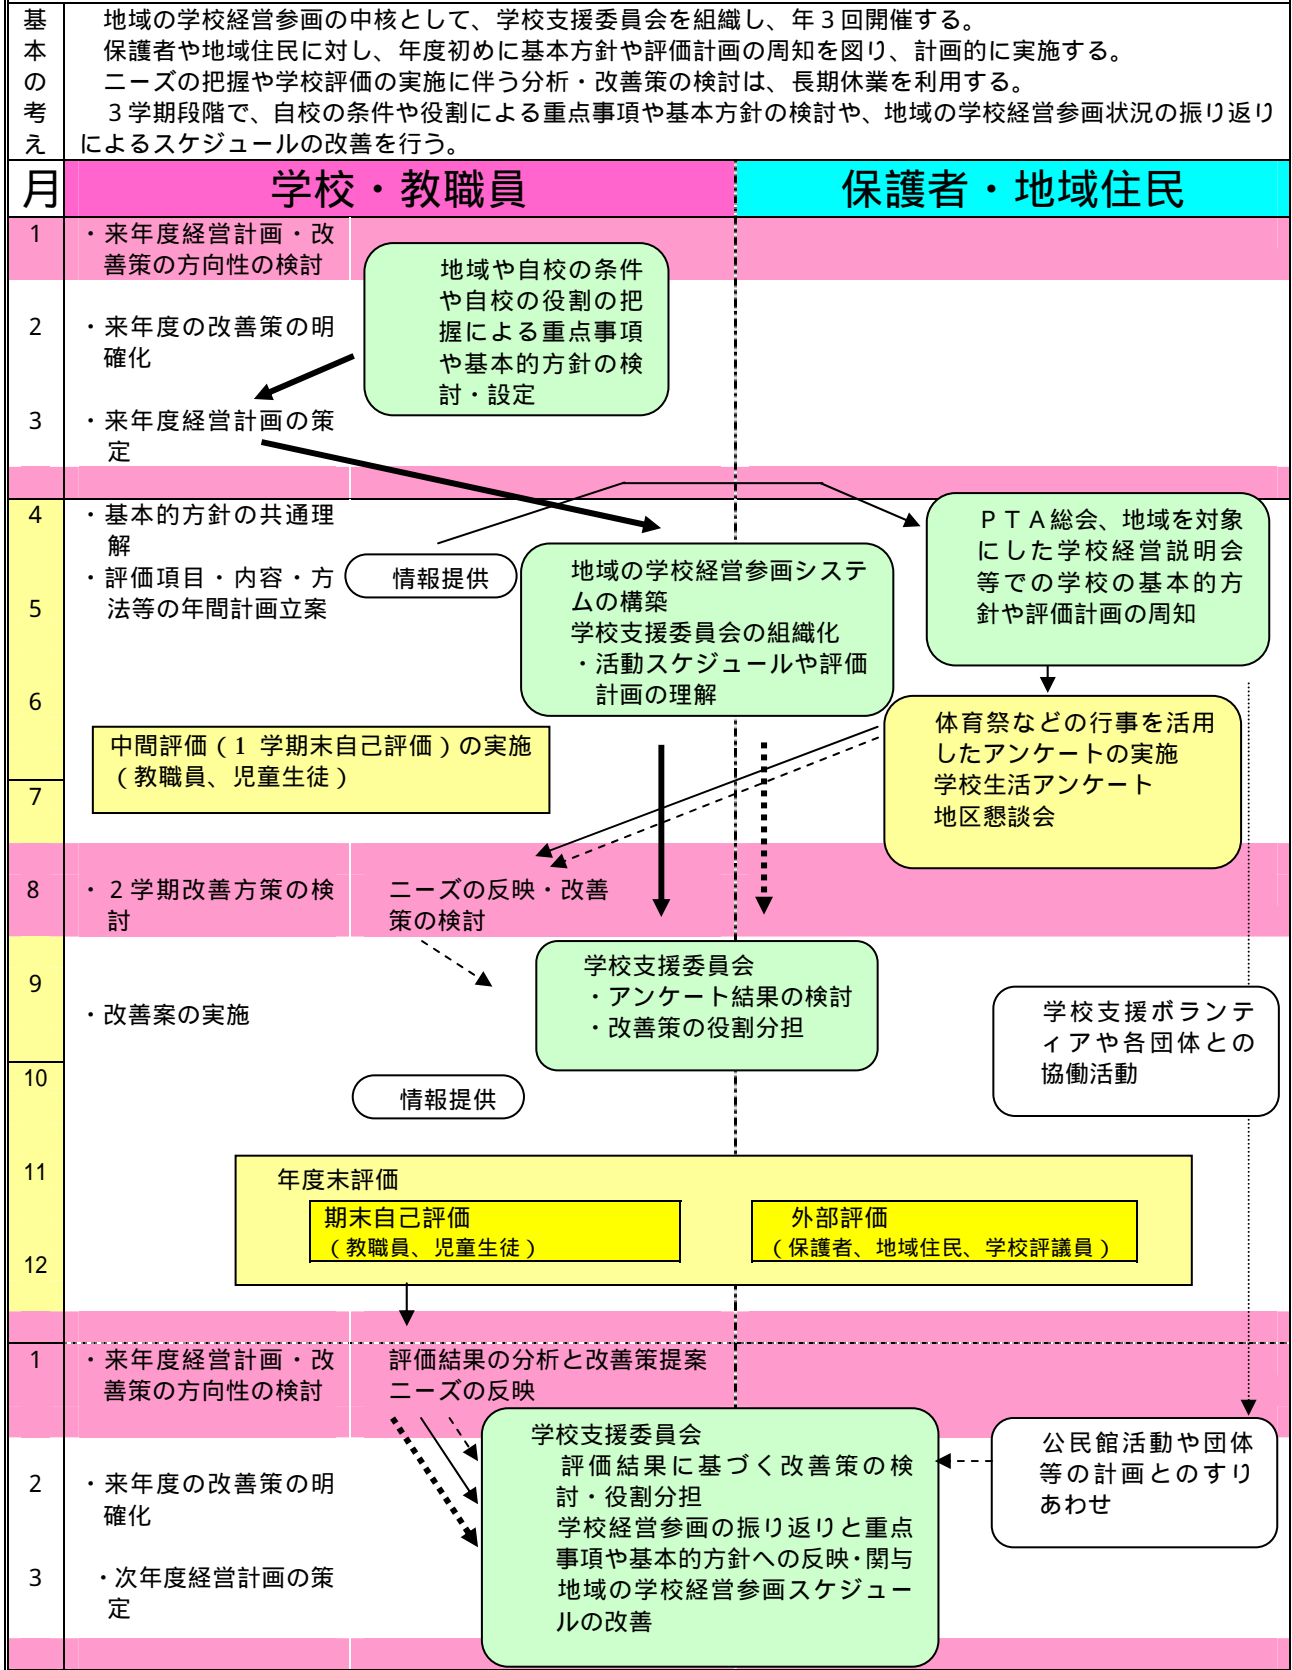 基本の考え
地域の学校経営参画の中核として、学校支援委員会を組織し、年３回開催する。
保護者や地域住民に対し、年度初めに基本方針や評価計画の周知を図り、計画的に実施する。
ニーズの把握や学校評価の実施に伴う分析・改善策の検討は、長期休業を利用する。
３学期段階で、自校の条件や役割による重点事項や基本方針の検討や、地域の学校経営参画状況の振り返り
によるスケジュールの改善を行う。
月
学校・教職員
保護者・地域住民
1
・来年度経営計画・改
善策の方向性の検討
地域や自校の条件
や自校の役割の把
握による重点事項
や基本的方針の検
討・設定
2
・来年度の改善策の明
確化
3
・来年度経営計画の策
定
4
・基本的方針の共通理
解
・評価項目・内容・方
法等の年間計画立案
5
情報提供
地域の学校経営参画システ
ムの構築
学校支援委員会の組織化
・活動スケジュールや評価
計画の理解
ＰＴＡ総会、地域を対象
にした学校経営説明会
等での学校の基本的方
針や評価計画の周知
6
中間評価（1 学期末自己評価）の実施
（教職員、児童生徒）
体育祭などの行事を活用
したアンケートの実施
学校生活アンケート
地区懇談会
7
8
・２学期改善方策の検
討
ニーズの反映・改善
策の検討
9
・改善案の実施
学校支援委員会
・アンケート結果の検討
・改善策の役割分担
学校支援ボランテ
ィアや各団体との
協働活動
10
情報提供
11
年度末評価
期末自己評価
（教職員、児童生徒）
外部評価
（保護者、地域住民、学校評議員）
12
1
・来年度経営計画・改
善策の方向性の検討
評価結果の分析と改善策提案
ニーズの反映
学校支援委員会
評価結果に基づく改善策の検
討・役割分担
学校経営参画の振り返りと重点
事項や基本的方針への反映・関与
地域の学校経営参画スケジュー
ルの改善
公民館活動や団体
等の計画とのすり
あわせ
2
・来年度の改善策の明
確化
3
・次年度経営計画の策
定